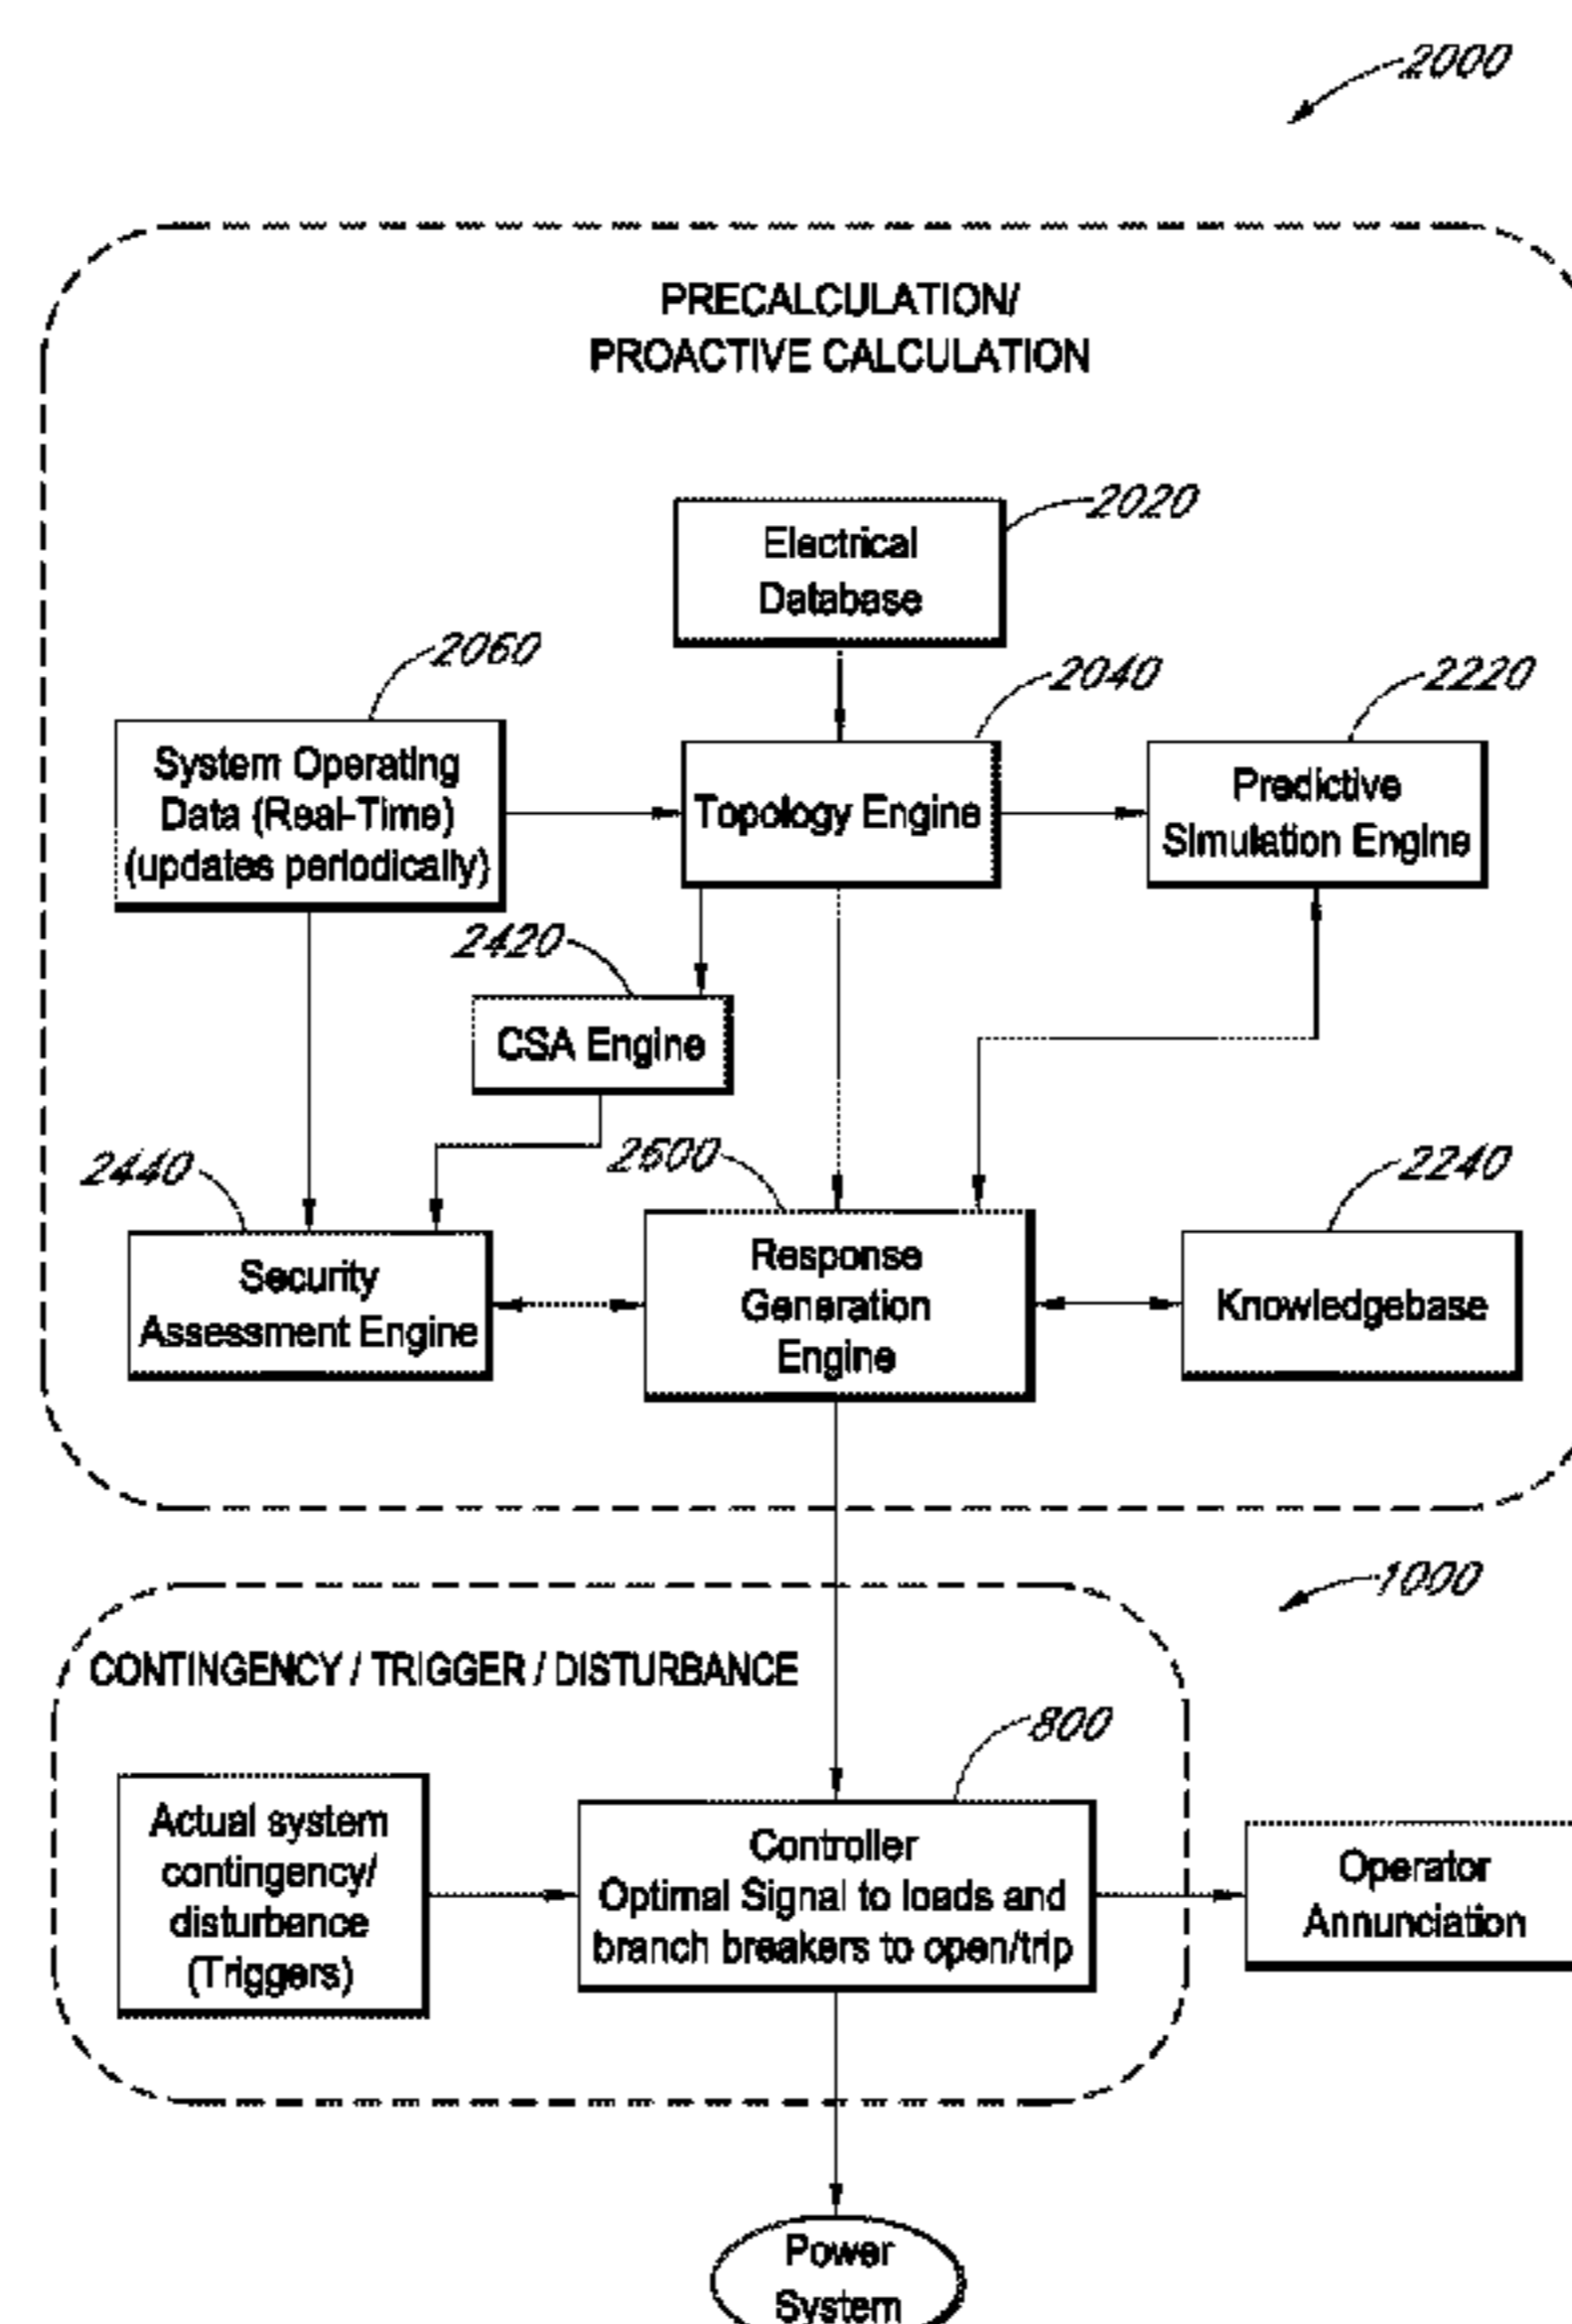 2000
PRECALCULATION/
PROACTIVE CALCULATION
2020
Electrical
Database
2060
2040
2220
System Operating
Data (Real-Time)
(updates periodically)
Topology Engine
Predictive
Simulation Engine
2420
CSA Engine
2440
2600
2240
Security
Assessment Engine
Response
Generation
Engine
Knowledgebase
1000
CONTINGENCY / TRIGGER / DISTURBANCE
800
Actual system
contingency/
disturbance
(Triggers)
Controller
Optimal Signal to loads and
branch breakers to open/trip
Operator
Annunciation
Power
System